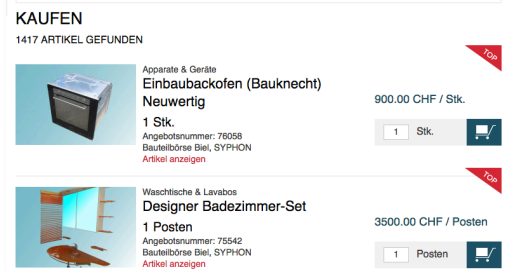 KAUFEN
1417 ARTIKEL GEFUNDEN
TOP
Apparate & Geräte
Einbaubackofen (Bauknecht)
Neuwertig
1 Stk.
Angebotsnummer: 76058
Bauteilbörse Biel, SYPHON
Artikel anzeigen
900.00 CHF / Stk.
1 Stk.
TOP
Waschtische & Lavabos
Designer Badezimmer-Set
1 Posten
Angebotsnummer: 75542
Bauteilbörse Biel, SYPHON
Artikel anzeigen
3500.00 CHF / Posten
1 Posten